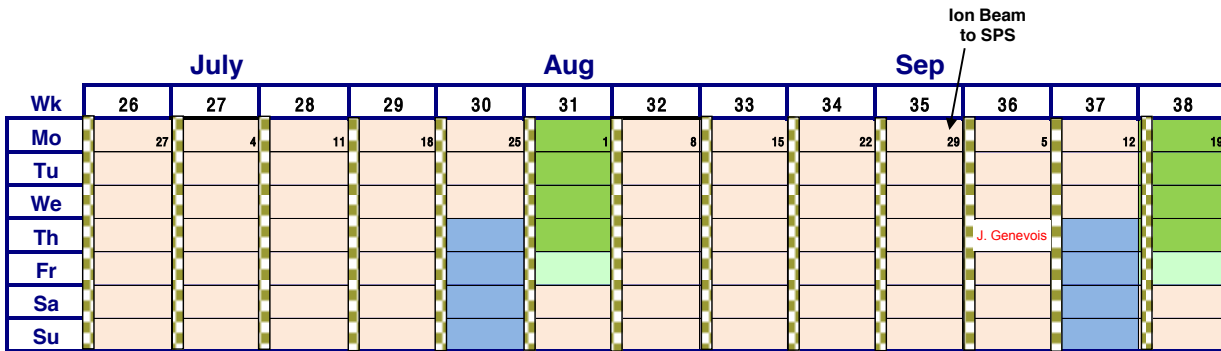 Ion Beam
to SPS
July Aug Sep
Wk 26 27 28 29 30 31 32 33 34 35 36 37 38
Mo 27 4 11 18 25 1 8 15 22 29 5 12 19
Tu
We
Th J. Genevois
Fr
Sa
Su